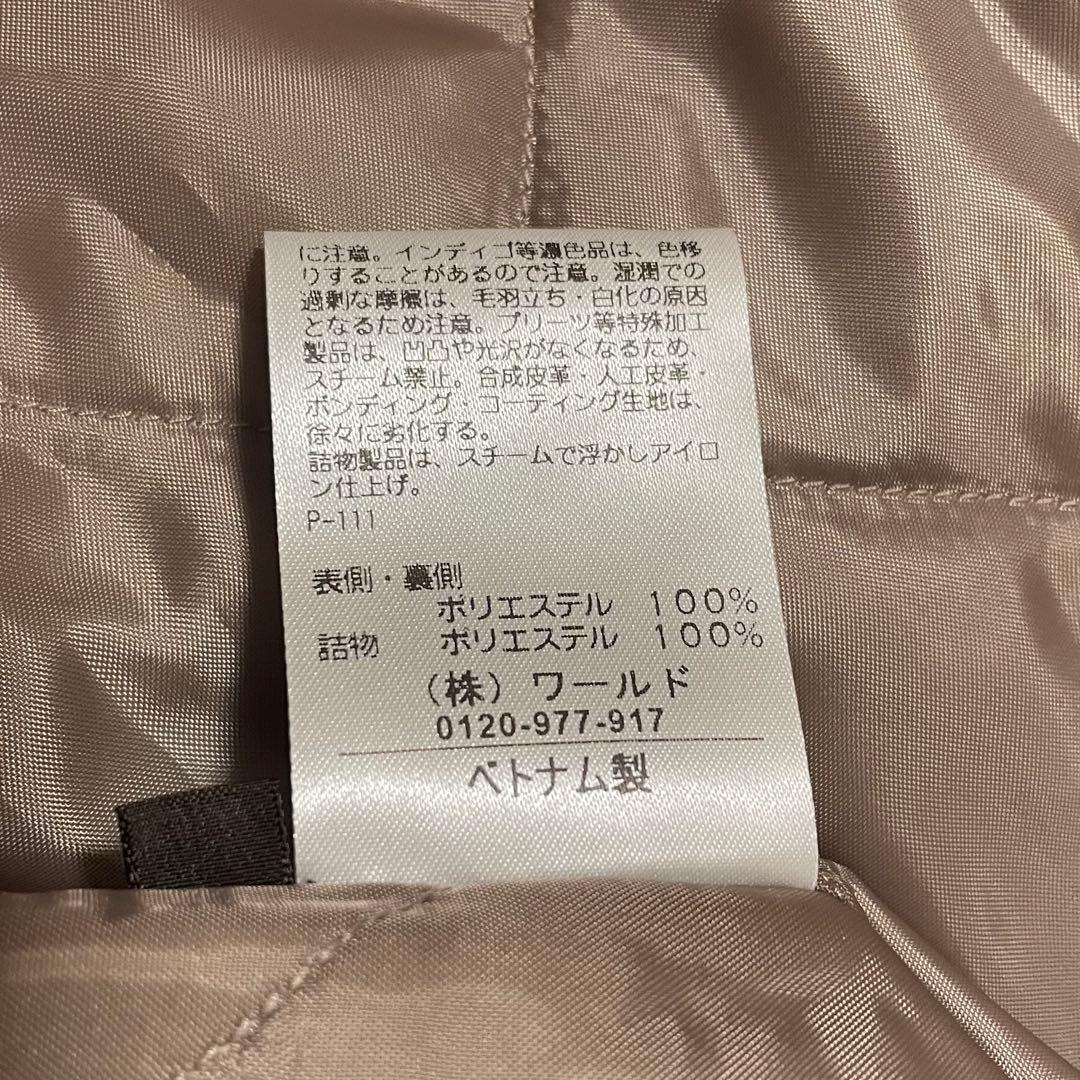 に注意。インディゴ等濃色品は、色移
りすることがあるので注意。湿潤での
過剰な摩擦は、毛羽立ち・白化の原因
となるため注意。プリーツ等特殊加工
製品は、凹凸や光沢がなくなるため、
スチーム禁止。合成皮革・人工皮革・
ボンディング・コーティング生地は、
徐々に劣化する。
詰物製品は、スチームで浮かしアイロ
ン仕上げ。
P-111
表側・裏側
ポリエステル 100%
詰物 ポリエステル 100%
(株)ワールド
0120-977-917
ベトナム製